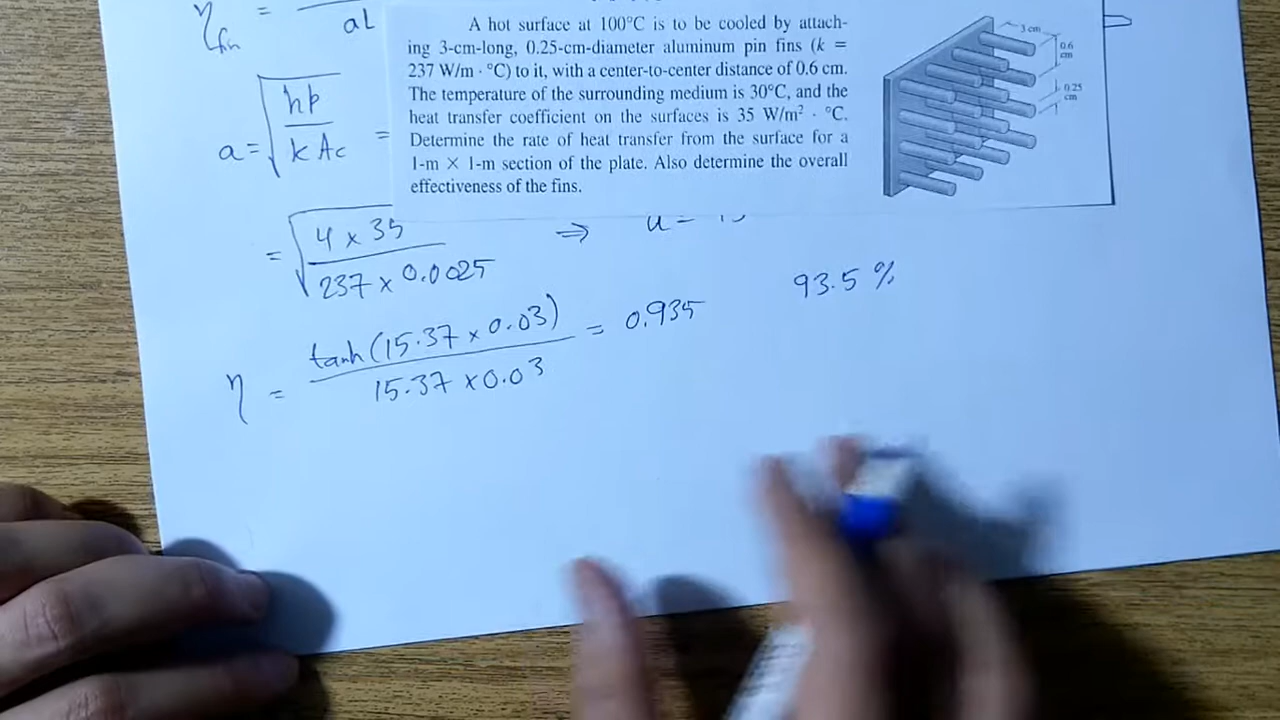 η_fin = / aL
a = √(hp / kAc) =
A hot surface at 100°C is to be cooled by attach-
ing 3-cm-long, 0.25-cm-diameter aluminum pin fins (k =
237 W/m · °C) to it, with a center-to-center distance of 0.6 cm.
The temperature of the surrounding medium is 30°C, and the
heat transfer coefficient on the surfaces is 35 W/m² · °C.
Determine the rate of heat transfer from the surface for a
1-m × 1-m section of the plate. Also determine the overall
effectiveness of the fins.
3 cm
0.6
cm
0.25
cm
= √(4 × 35 / 237 × 0.0025) ⇒
η = tanh(15.37 × 0.03) / 15.37 × 0.03 = 0.935
93.5 %